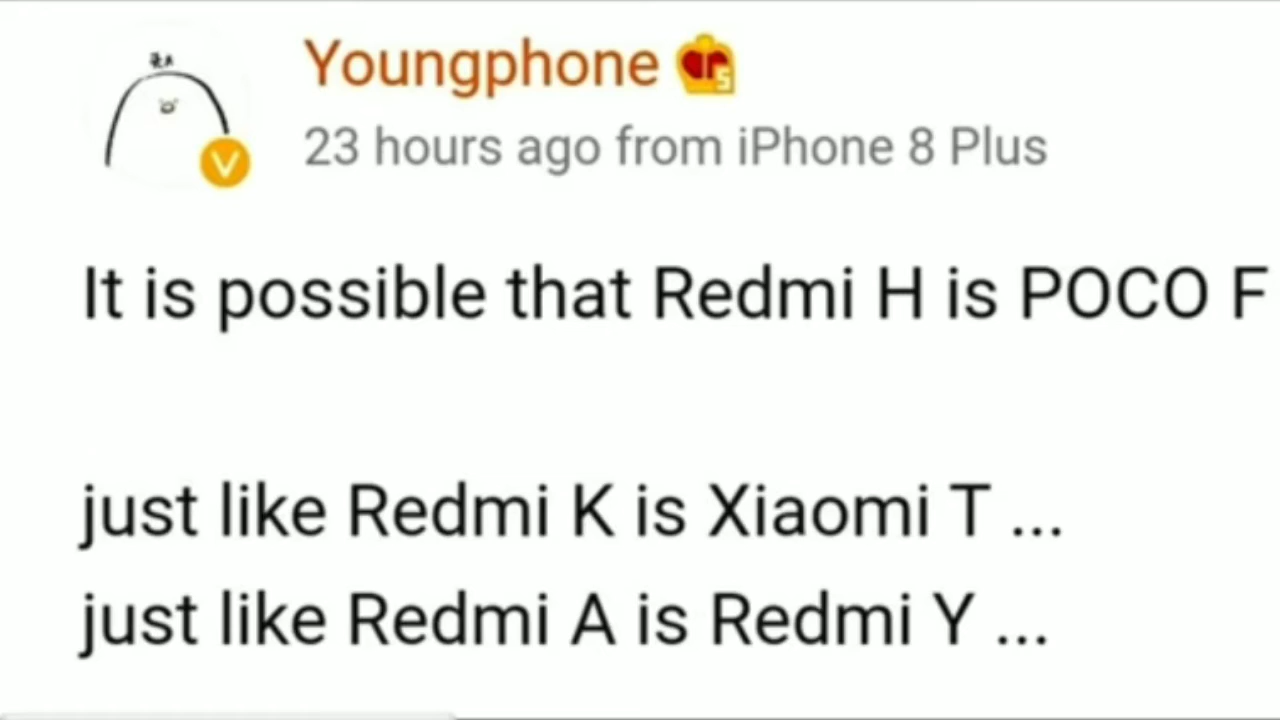 Youngphone
23 hours ago from iPhone 8 Plus
It is possible that Redmi H is POCO F
just like Redmi K is Xiaomi T ...
just like Redmi A is Redmi Y ...